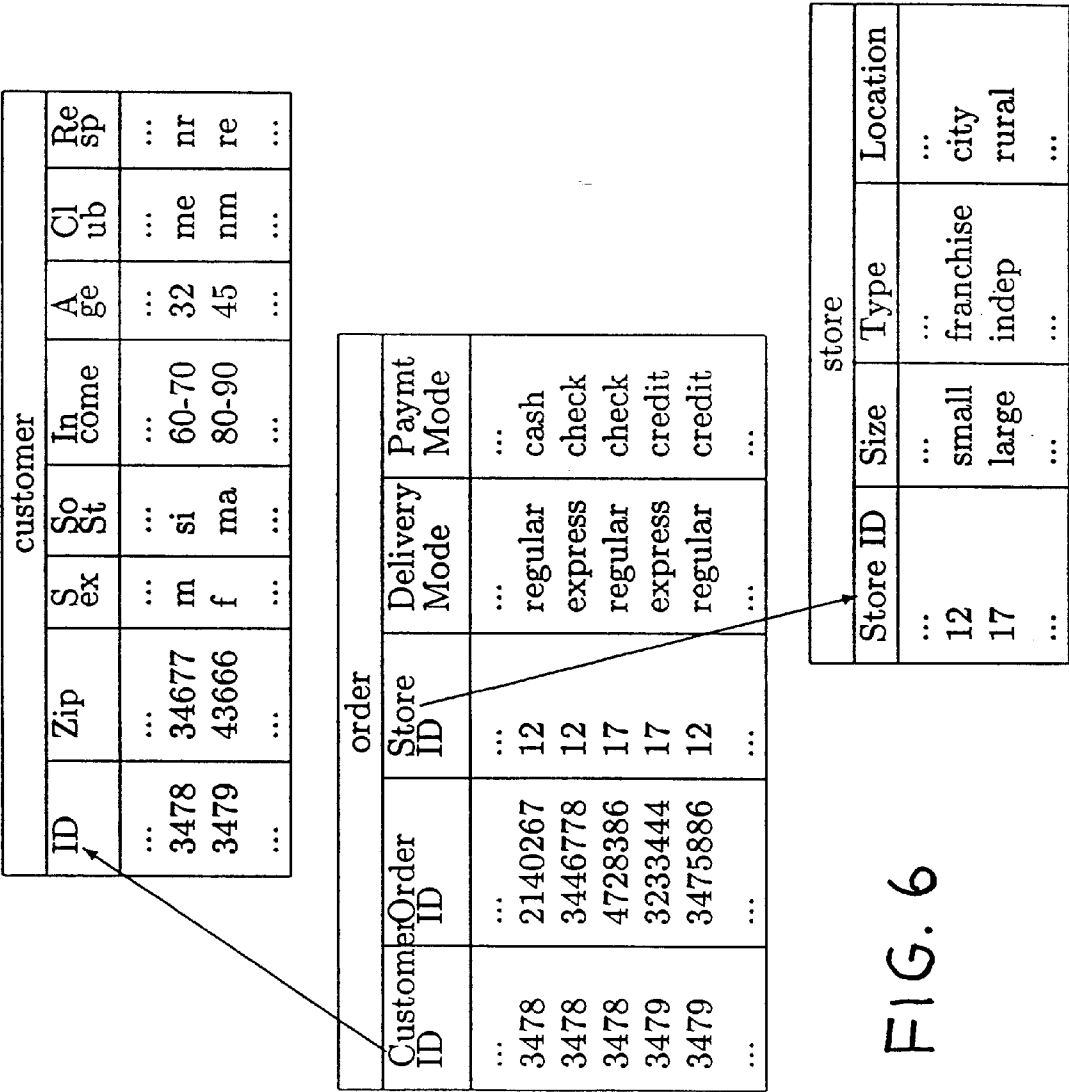 customer
ID Zip S ex So St In come A ge Cl ub Re sp
... ... ... ... ... ... ... ...
3478 34677 m si 60-70 32 me nr
3479 43666 f ma 80-90 45 nm re
... ... ... ... ... ... ... ...
order
Customer ID Order ID Store ID Delivery Mode Paymt Mode
... ... ... ... ...
3478 2140267 12 regular cash
3478 3446778 12 express check
3478 4728386 17 regular check
3479 3233444 17 express credit
3479 3475886 12 regular credit
... ... ... ... ...
store
Store ID Size Type Location
... ... ... ...
12 small franchise city
17 large indep rural
... ... ... ...
FIG. 6